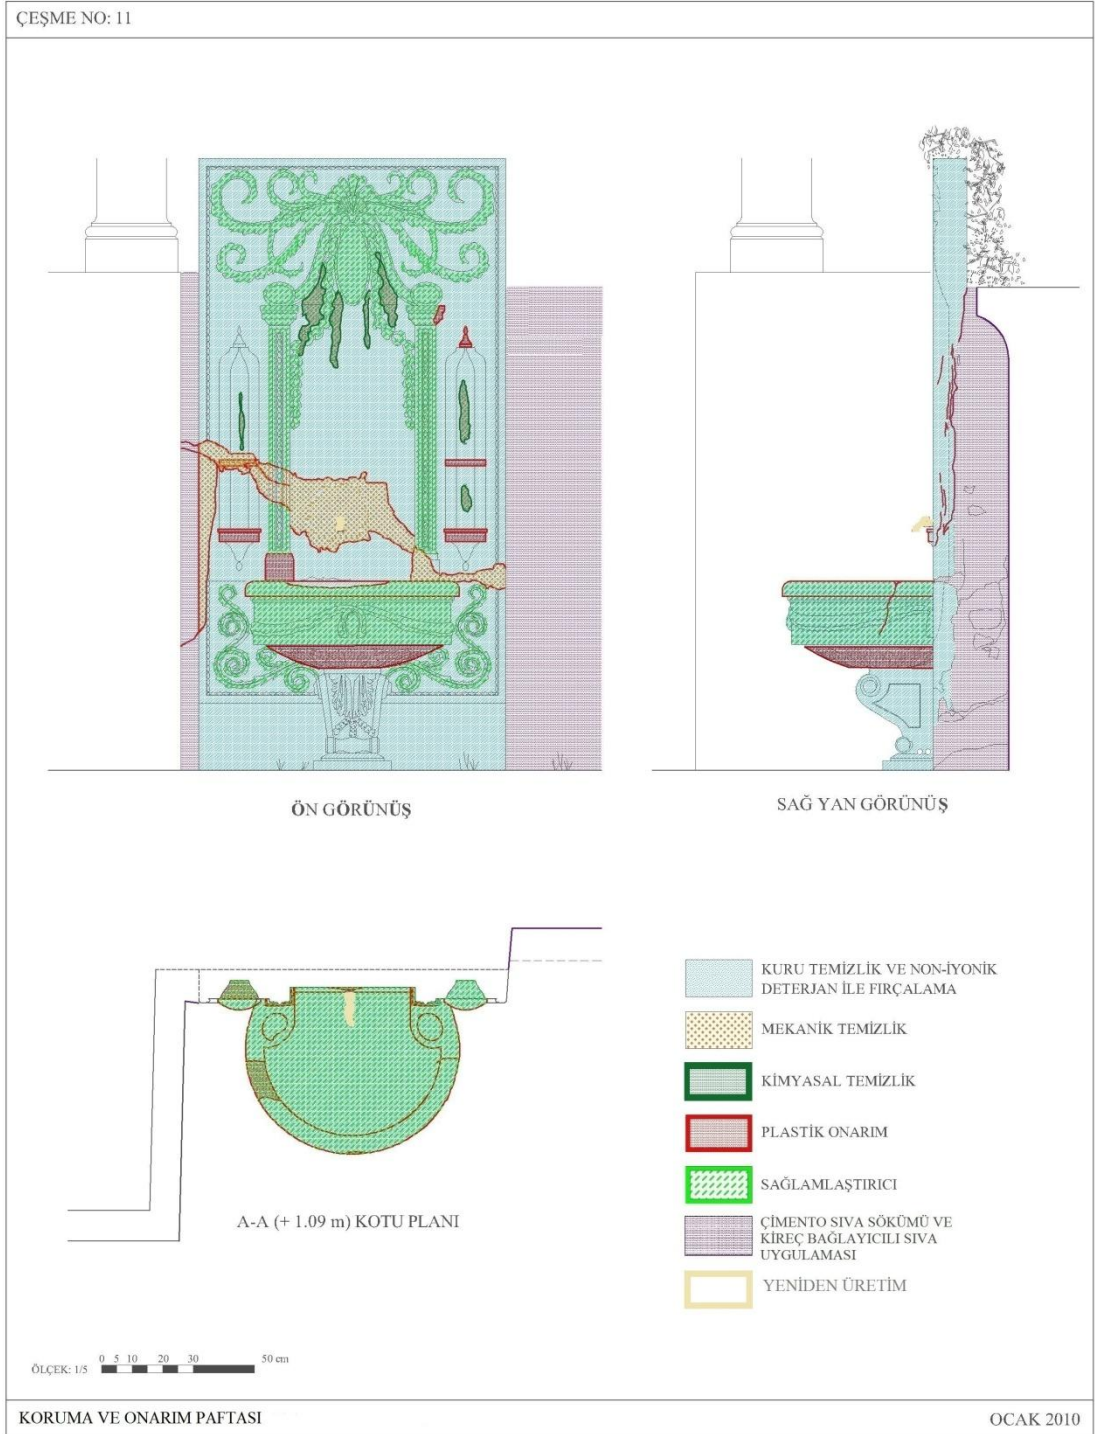 ÇEŞME NO: 11
ÖN GÖRÜNÜŞ
SAĞ YAN GÖRÜNÜŞ
A-A (+ 1.09 m) KOTU PLANI
KURU TEMİZLİK VE NON-İYONİK
DETERJAN İLE FIRÇALAMA
MEKANİK TEMİZLİK
KİMYASAL TEMİZLİK
PLASTİK ONARIM
SAĞLAMLAŞTIRICI
ÇİMENTO SIVA SÖKÜMÜ VE
KİREÇ BAĞLAYICILI SIVA
UYGULAMASI
YENİDEN ÜRETİM
ÖLÇEK: 1/5
0 5 10 20 30 50 cm
KORUMA VE ONARIM PAFTASI
OCAK 2010